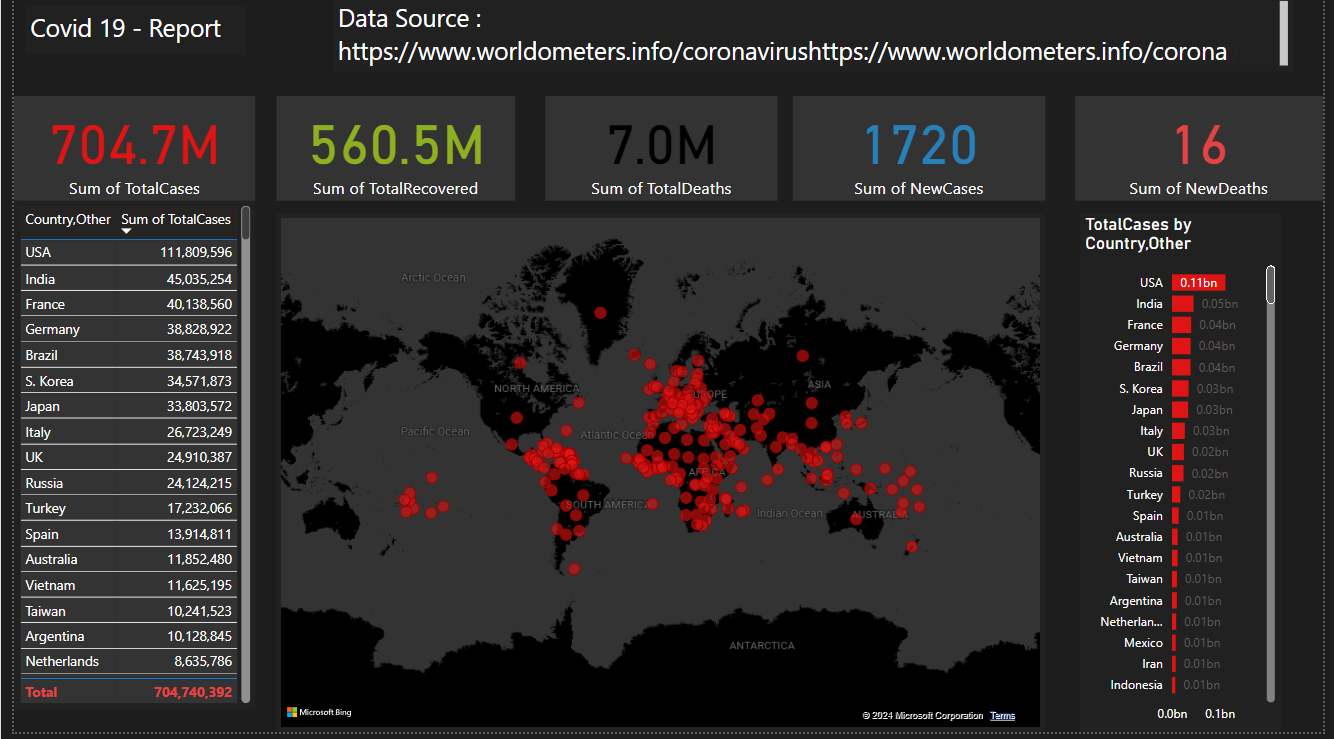 Covid 19 - Report
Data Source :
https://www.worldometers.info/coronavirushttps://www.worldometers.info/corona
704.7M
Sum of TotalCases
560.5M
Sum of TotalRecovered
7.0M
Sum of TotalDeaths
1720
Sum of NewCases
16
Sum of NewDeaths
Country,Other Sum of TotalCases
USA 111,809,596
India 45,035,254
France 40,138,560
Germany 38,828,922
Brazil 38,743,918
S. Korea 34,571,873
Japan 33,803,572
Italy 26,723,249
UK 24,910,387
Russia 24,124,215
Turkey 17,232,066
Spain 13,914,811
Australia 11,852,480
Vietnam 11,625,195
Taiwan 10,241,523
Argentina 10,128,845
Netherlands 8,635,786
Total 704,740,392
Arctic Ocean
NORTH AMERICA
EUROPE
ASIA
Pacific Ocean
Atlantic Ocean
AFRICA
SOUTH AMERICA
Indian Ocean
AUSTRALIA
ANTARCTICA
Microsoft Bing
© 2024 Microsoft Corporation Terms
TotalCases by
Country,Other
USA 0.11bn
India 0.05bn
France 0.04bn
Germany 0.04bn
Brazil 0.04bn
S. Korea 0.03bn
Japan 0.03bn
Italy 0.03bn
UK 0.02bn
Russia 0.02bn
Turkey 0.02bn
Spain 0.01bn
Australia 0.01bn
Vietnam 0.01bn
Taiwan 0.01bn
Argentina 0.01bn
Netherlan... 0.01bn
Mexico 0.01bn
Iran 0.01bn
Indonesia 0.01bn
0.0bn 0.1bn